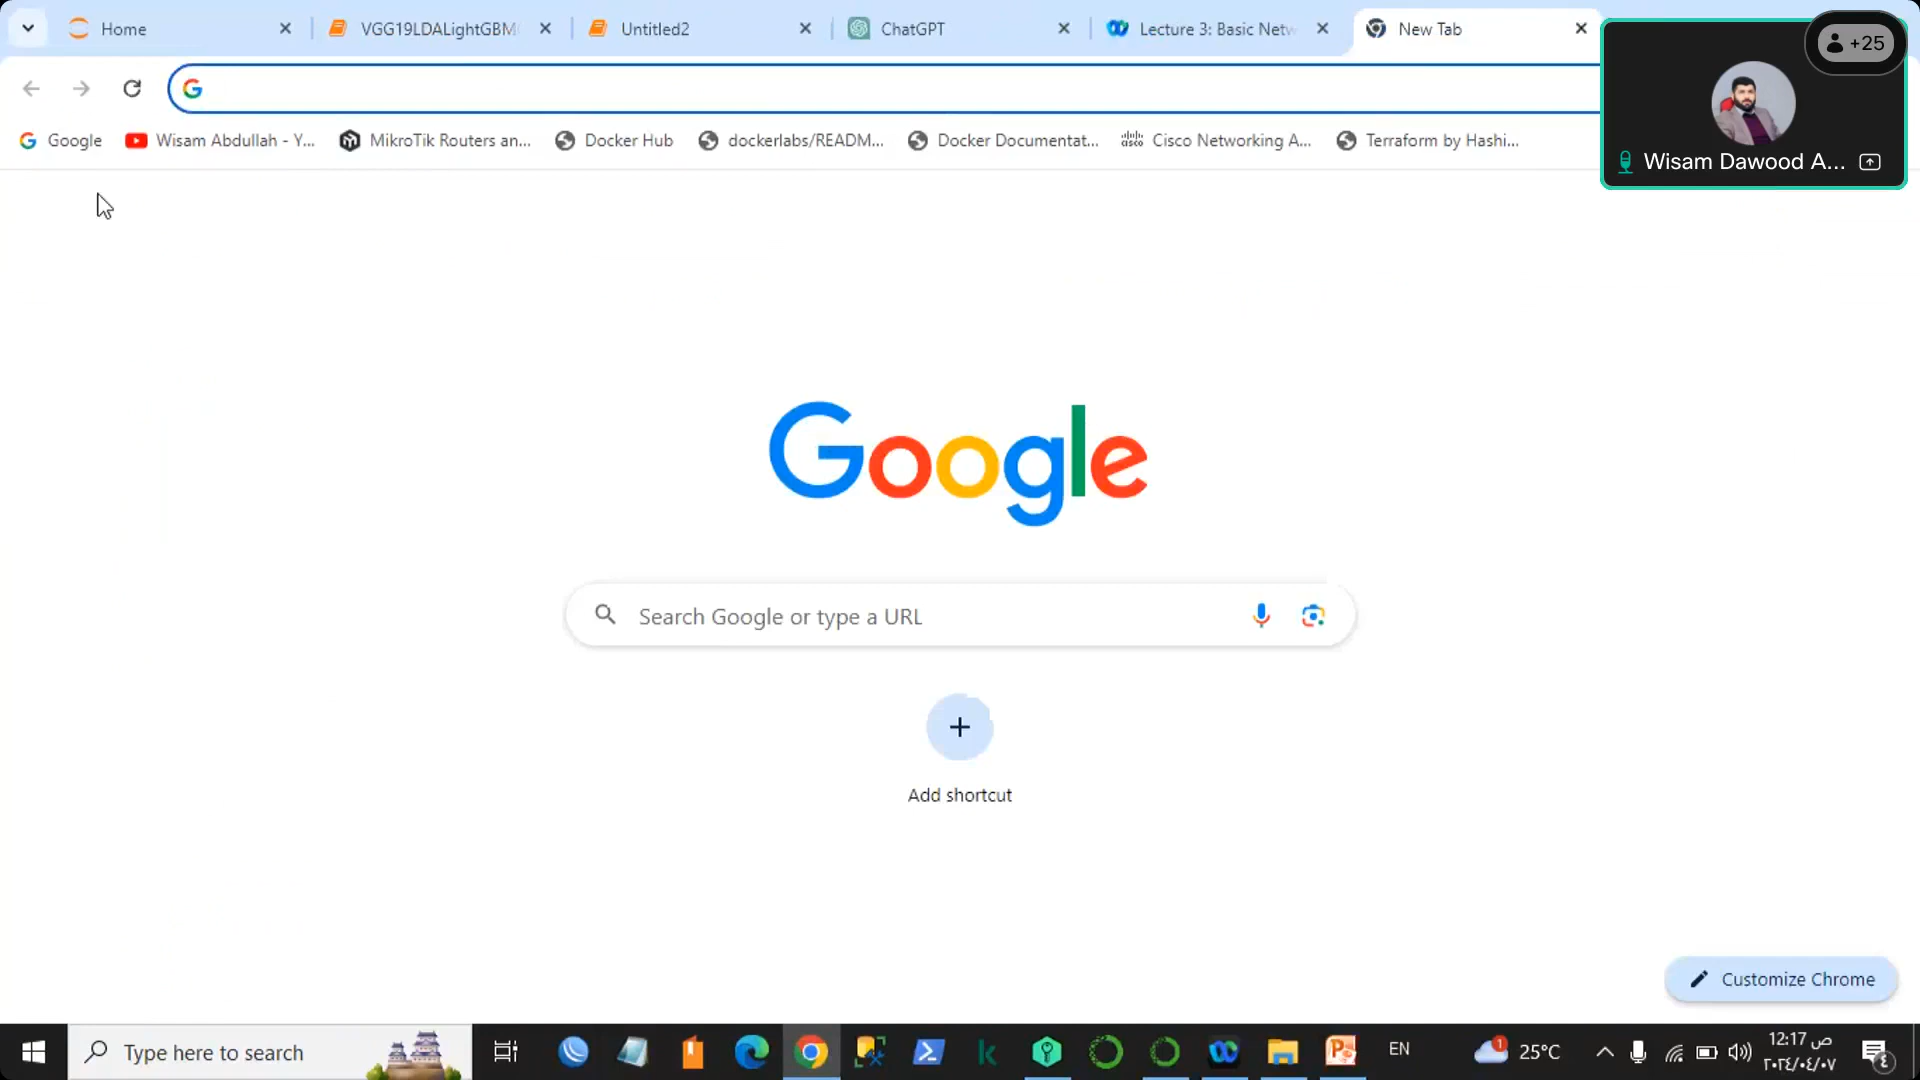 Home
VGG19LDALightGBM
Untitled2
ChatGPT
Lecture 3: Basic Netw
New Tab
+25
Wisam Dawood A...
Google
Wisam Abdullah - Y...
MikroTik Routers an...
Docker Hub
dockerlabs/READM...
Docker Documentat...
Cisco Networking A...
Terraform by Hashi...
Google
Search Google or type a URL
Add shortcut
Customize Chrome
Type here to search
EN
1
25°C
12:17 ص
٢٠٢٤/٠٤/٠٧
٤